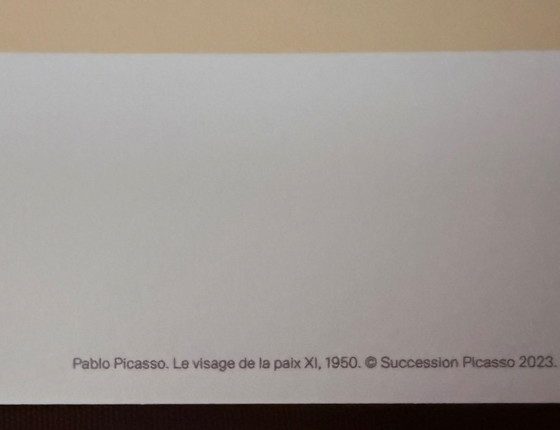 Pablo Picasso. Le visage de la paix XI, 1950. © Succession Picasso 2023.